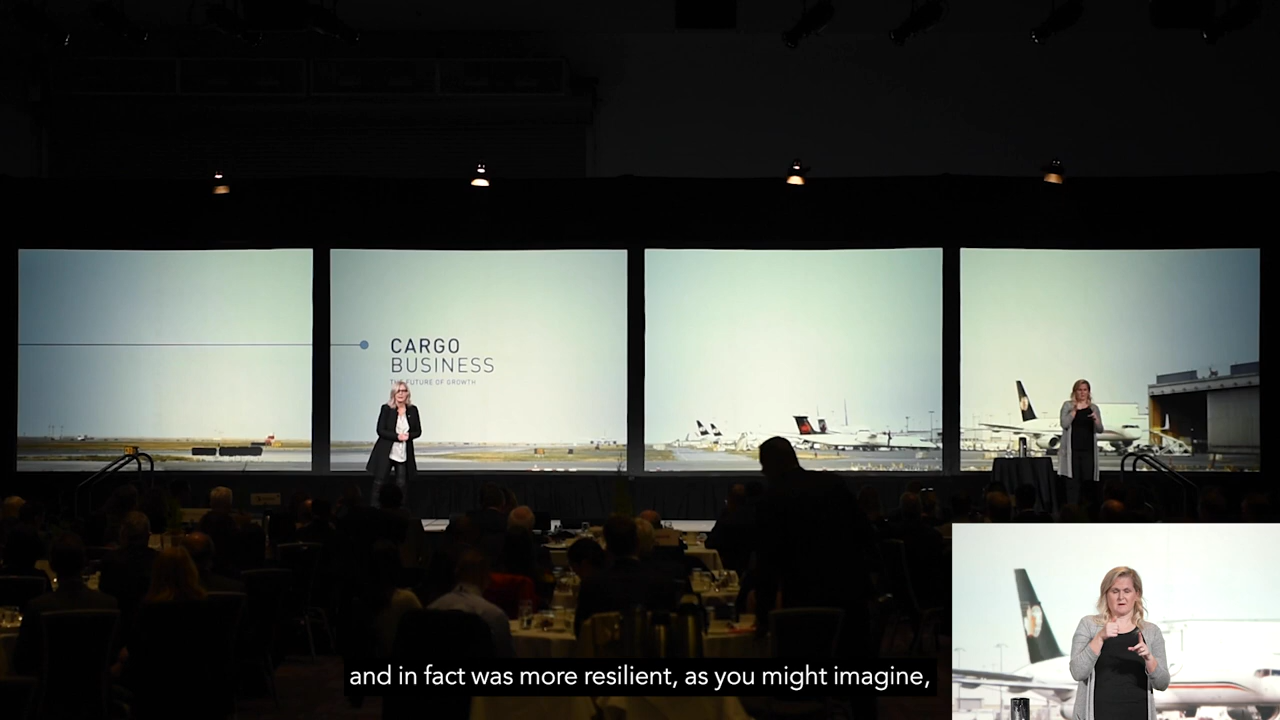 CARGO
BUSINESS
THE FUTURE OF GROWTH
and in fact was more resilient, as you might imagine,